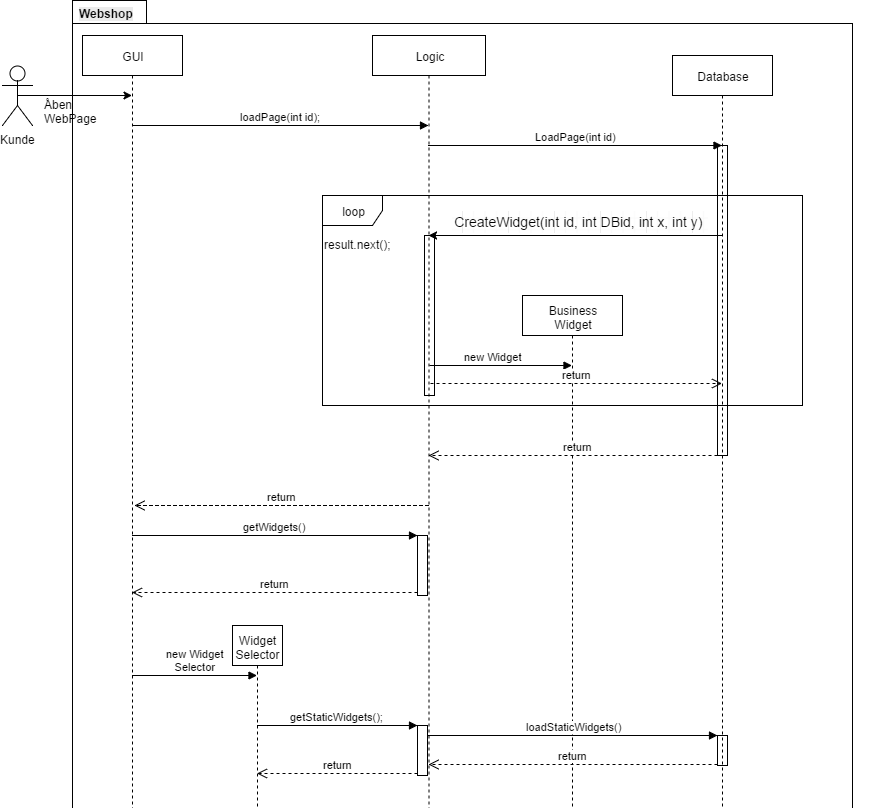 Webshop
GUI
Logic
Database
Åben
WebPage
Kunde
loadPage(int id);
LoadPage(int id)
loop
CreateWidget(int id, int DBid, int x, int y)
result.next();
Business
Widget
new Widget
return
return
return
getWidgets()
return
Widget
Selector
new Widget
Selector
getStaticWidgets();
loadStaticWidgets()
return
return